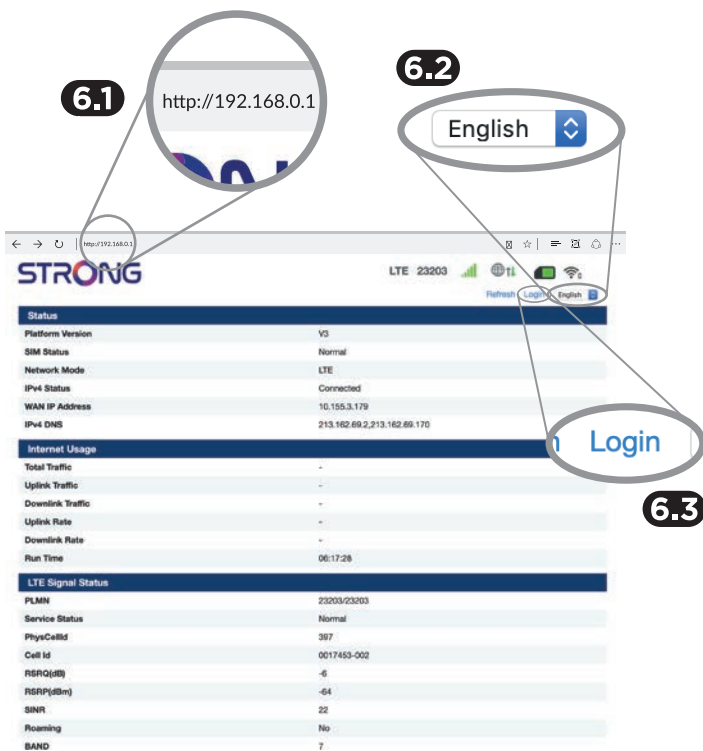 6.1
http://192.168.0.1
6.2
English
http://192.168.0.1
STRONG
LTE 23203
Refresh Login English
Status
Platform Version V3
SIM Status Normal
Network Mode LTE
IPv4 Status Connected
WAN IP Address 10.155.3.179
IPv4 DNS 213.162.69.2,213.162.69.170
Internet Usage
Login
Total Traffic -
Uplink Traffic -
6.3
Downlink Traffic -
Uplink Rate -
Downlink Rate -
Run Time 06:17:28
LTE Signal Status
PLMN 23203/23203
Service Status Normal
PhysCellId 397
Cell Id 0017453-002
RSRQ(dB) -6
RSRP(dBm) -64
SINR 22
Roaming No
BAND 7